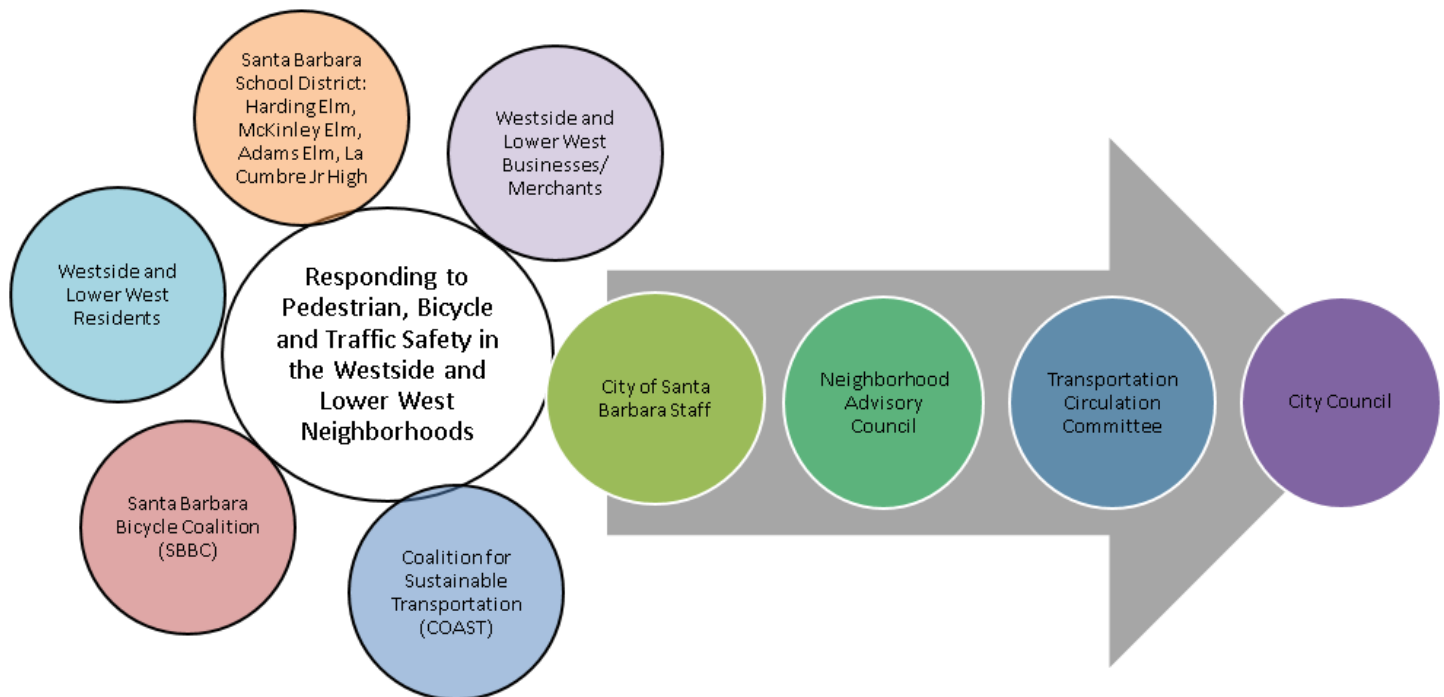 Santa Barbara
School District:
Harding Elm,
McKinley Elm,
Adams Elm, La
Cumbre Jr High
Westside and
Lower West
Businesses/
Merchants
Westside and
Lower West
Residents
Responding to
Pedestrian, Bicycle
and Traffic Safety in
the Westside and
Lower West
Neighborhoods
City of Santa
Barbara Staff
Neighborhood
Advisory
Council
Transportation
Circulation
Committee
City Council
Santa Barbara
Bicycle Coalition
(SBBC)
Coalition for
Sustainable
Transportation
(COAST)